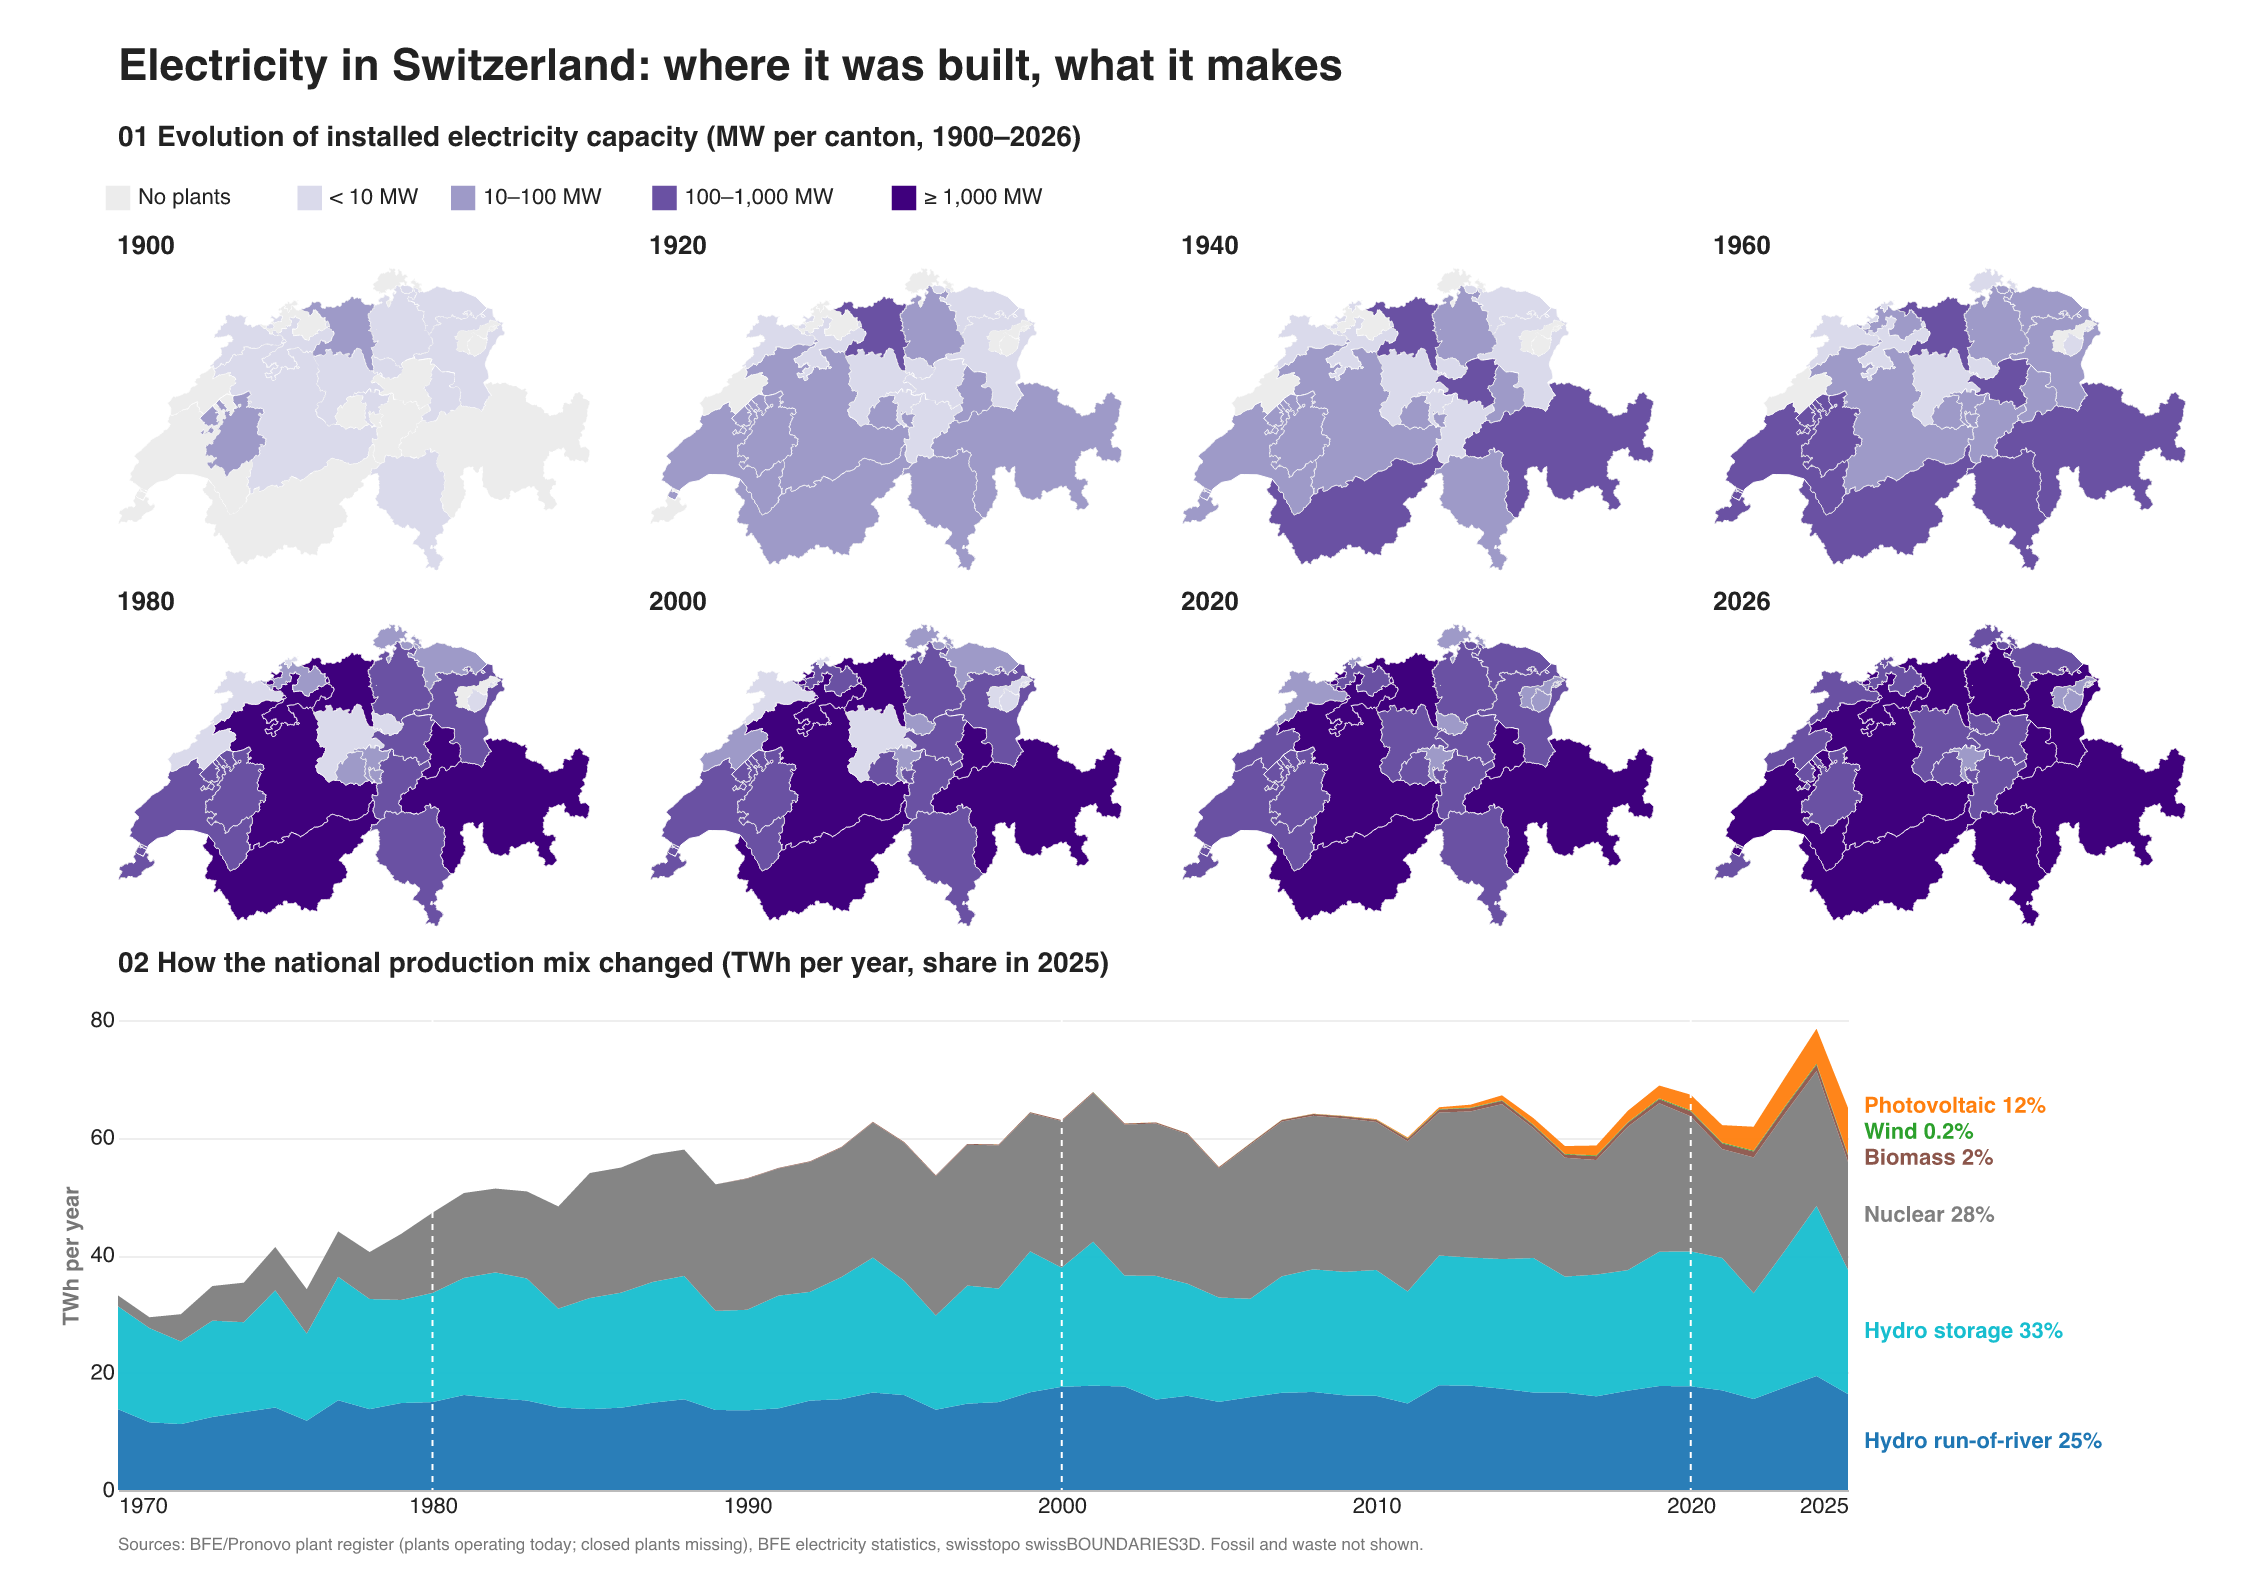 Electricity in Switzerland: where it was built, what it makes
01 Evolution of installed electricity capacity (MW per canton, 1900–2026)
No plants
< 10 MW
10–100 MW
100–1,000 MW
≥ 1,000 MW
1900
1920
1940
1960
1980
2000
2020
2026
02 How the national production mix changed (TWh per year, share in 2025)
80
60
40
20
0
TWh per year
1970
1980
1990
2000
2010
2020
2025
Photovoltaic 12%
Wind 0.2%
Biomass 2%
Nuclear 28%
Hydro storage 33%
Hydro run-of-river 25%
Sources: BFE/Pronovo plant register (plants operating today; closed plants missing), BFE electricity statistics, swisstopo swissBOUNDARIES3D. Fossil and waste not shown.